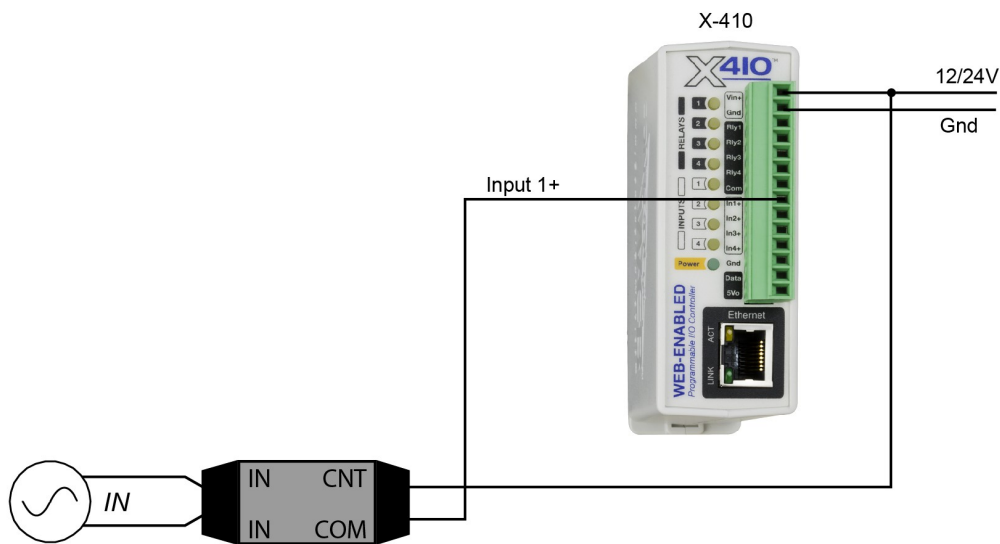 X-410
X410™
12/24V
Gnd
Vin+
Gnd
Rly1
Rly2
Rly3
Rly4
Com
In1+
In2+
In3+
In4+
Gnd
Data
5Vo
RELAYS
1
2
3
4
INPUTS
1
2
3
4
Power
Input 1+
WEB-ENABLED
Programmable I/O Controller
Ethernet
ACT
LINK
IN
IN CNT
IN COM